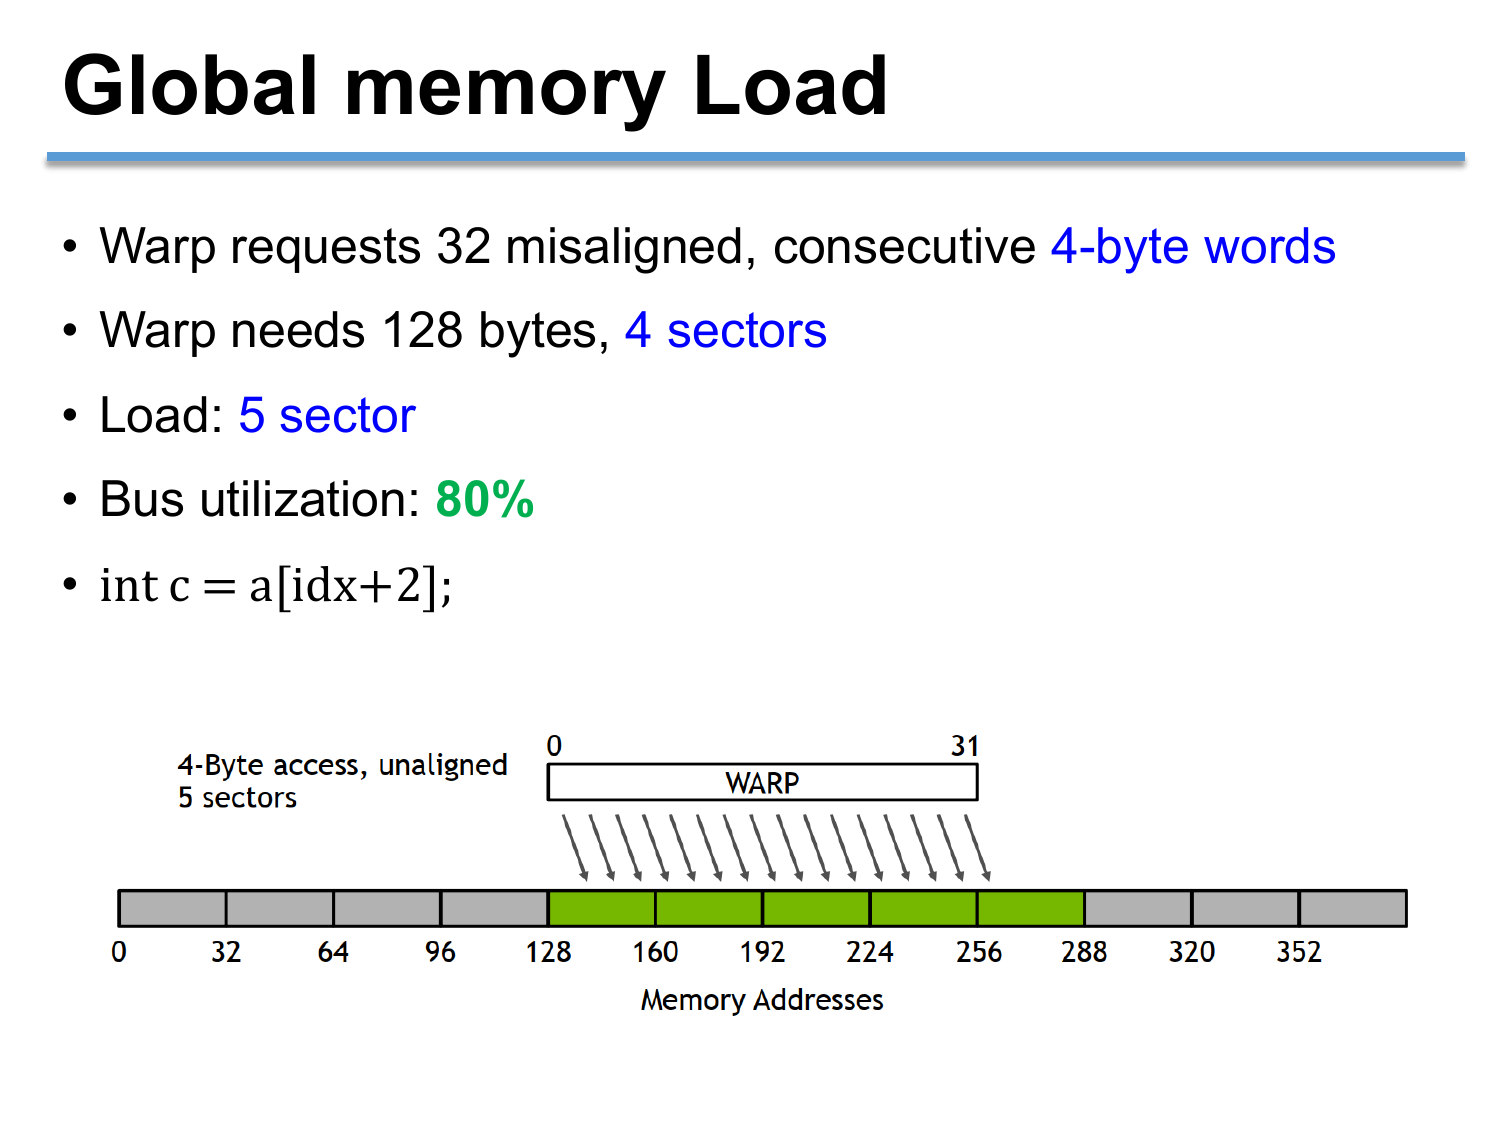 Global memory Load
• Warp requests 32 misaligned, consecutive 4-byte words
• Warp needs 128 bytes, 4 sectors
• Load: 5 sector
• Bus utilization: 80%
• int c = a[idx+2];
0 31
4-Byte access, unaligned
5 sectors
WARP
0 32 64 96 128 160 192 224 256 288 320 352
Memory Addresses